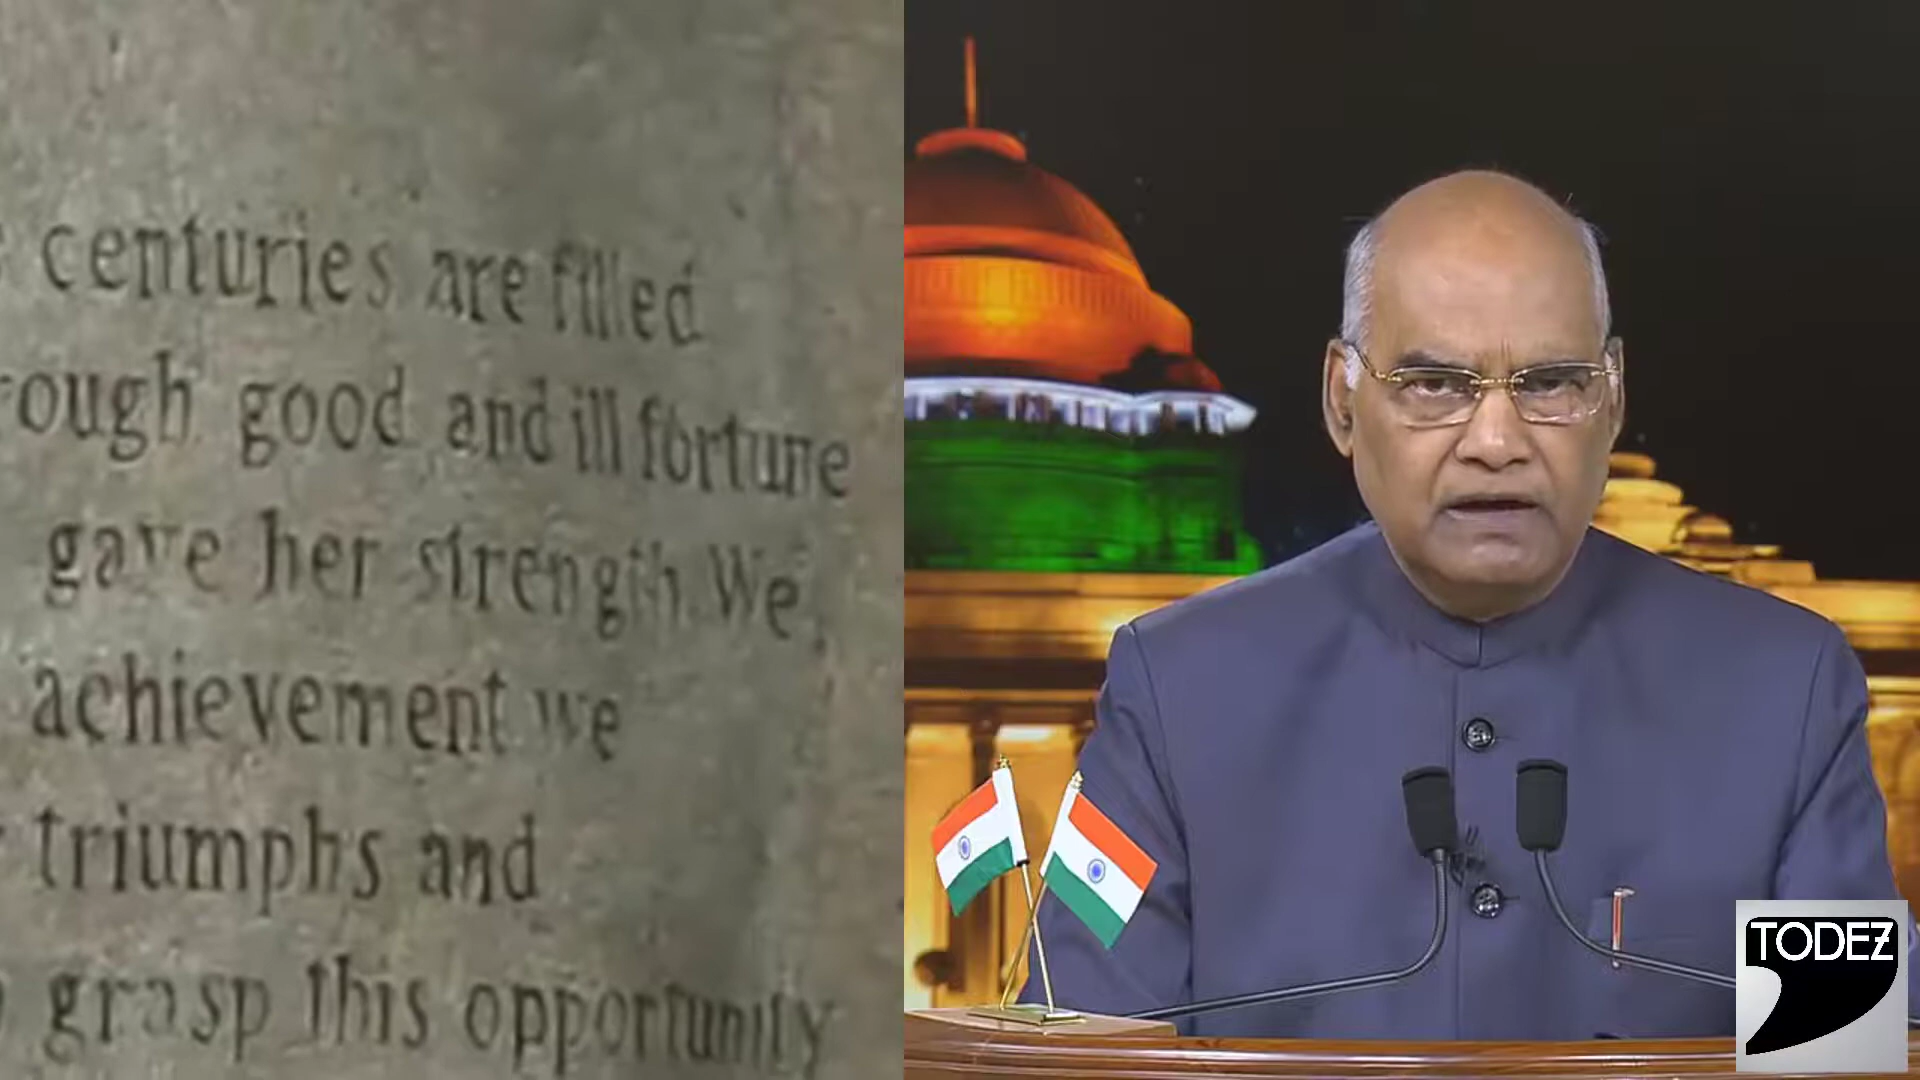 centuries are filled
rough good and ill fortune
gave her strength. We
achievement we
triumphs and
grasp this opportunity
TODEZ